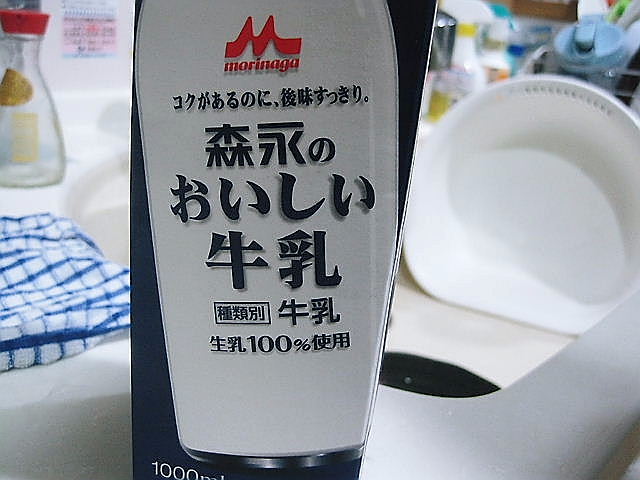 morinaga
コクがあるのに、後味すっきり。
森永の
おいしい
牛乳
種類別 牛乳
生乳100%使用
1000ml